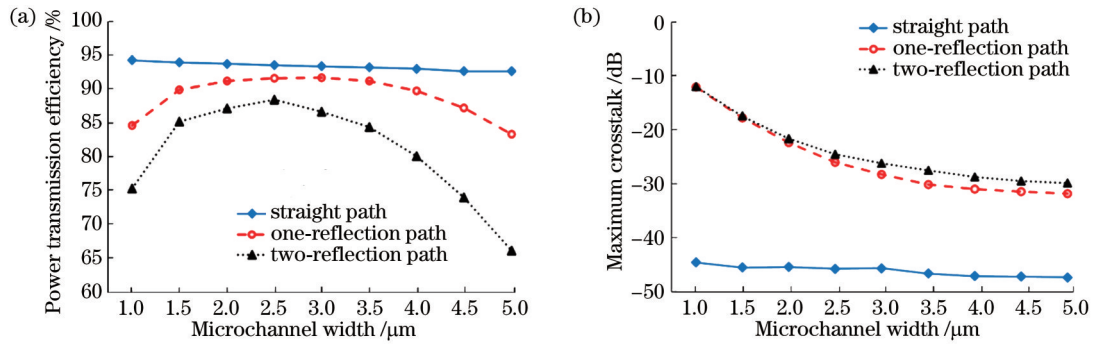 (a)
Power transmission efficiency /%
100
95
90
85
80
75
70
65
60
straight path
one-reflection path
two-reflection path
1.0 1.5 2.0 2.5 3.0 3.5 4.0 4.5 5.0
Microchannel width /μm
(b)
Maximum crosstalk /dB
0
−10
−20
−30
−40
−50
straight path
one-reflection path
two-reflection path
1.0 1.5 2.0 2.5 3.0 3.5 4.0 4.5 5.0
Microchannel width /μm